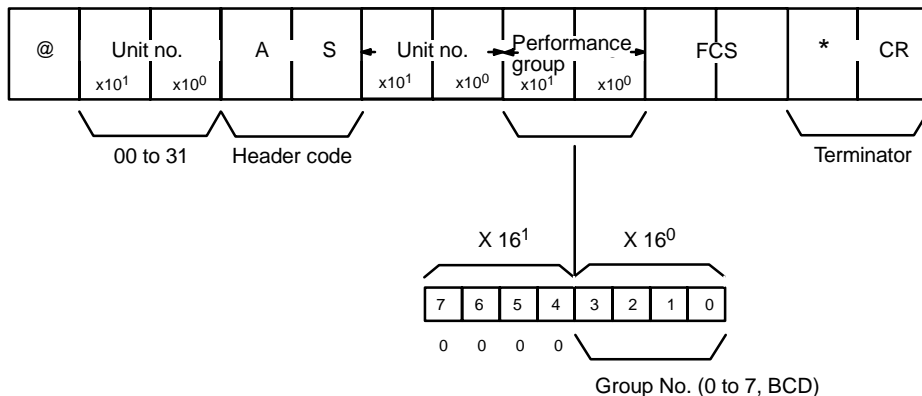 @ Unit no. A S Unit no. Performance group FCS * CR
x10¹ x10⁰ x10¹ x10⁰ x10¹ x10⁰
00 to 31 Header code Terminator
X 16¹ X 16⁰
7 6 5 4 3 2 1 0
0 0 0 0
Group No. (0 to 7, BCD)